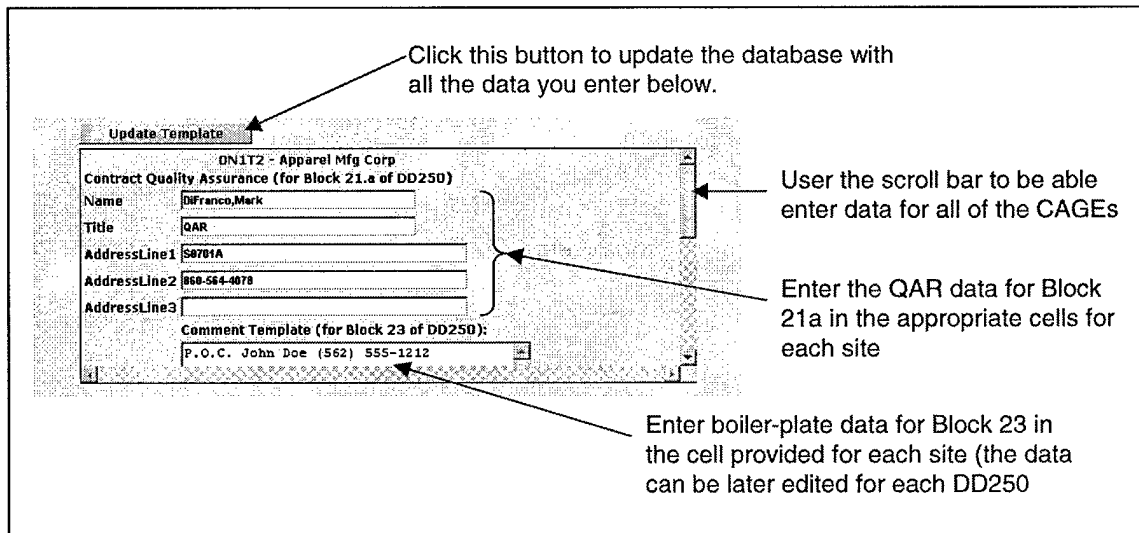 Click this button to update the database with
all the data you enter below.
Update Template
0N1T2 - Apparel Mfg Corp
Contract Quality Assurance (for Block 21.a of DD250)
Name DiFranco,Mark
Title QAR
AddressLine1 S0701A
AddressLine2 860-564-4078
AddressLine3
Comment Template (for Block 23 of DD250):
P.O.C. John Doe (562) 555-1212
User the scroll bar to be able
enter data for all of the CAGEs
Enter the QAR data for Block
21a in the appropriate cells for
each site
Enter boiler-plate data for Block 23 in
the cell provided for each site (the data
can be later edited for each DD250